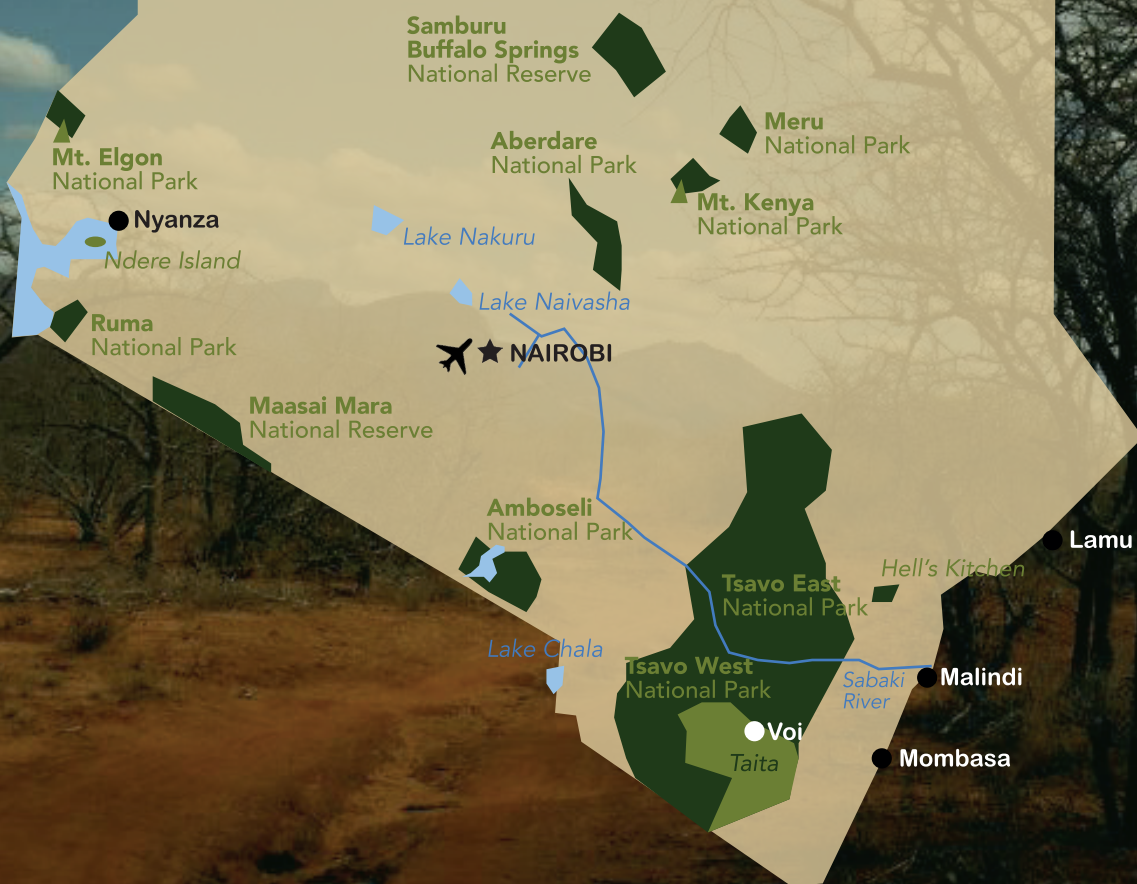 Samburu
Buffalo Springs
National Reserve
Meru
National Park
Aberdare
National Park
Mt. Elgon
National Park
Mt. Kenya
National Park
Nyanza
Lake Nakuru
Ndere Island
Lake Naivasha
Ruma
National Park
NAIROBI
Maasai Mara
National Reserve
Amboseli
National Park
Lamu
Hell's Kitchen
Tsavo East
National Park
Lake Chala
Tsavo West
National Park
Sabaki
River
Malindi
Voi
Taita
Mombasa